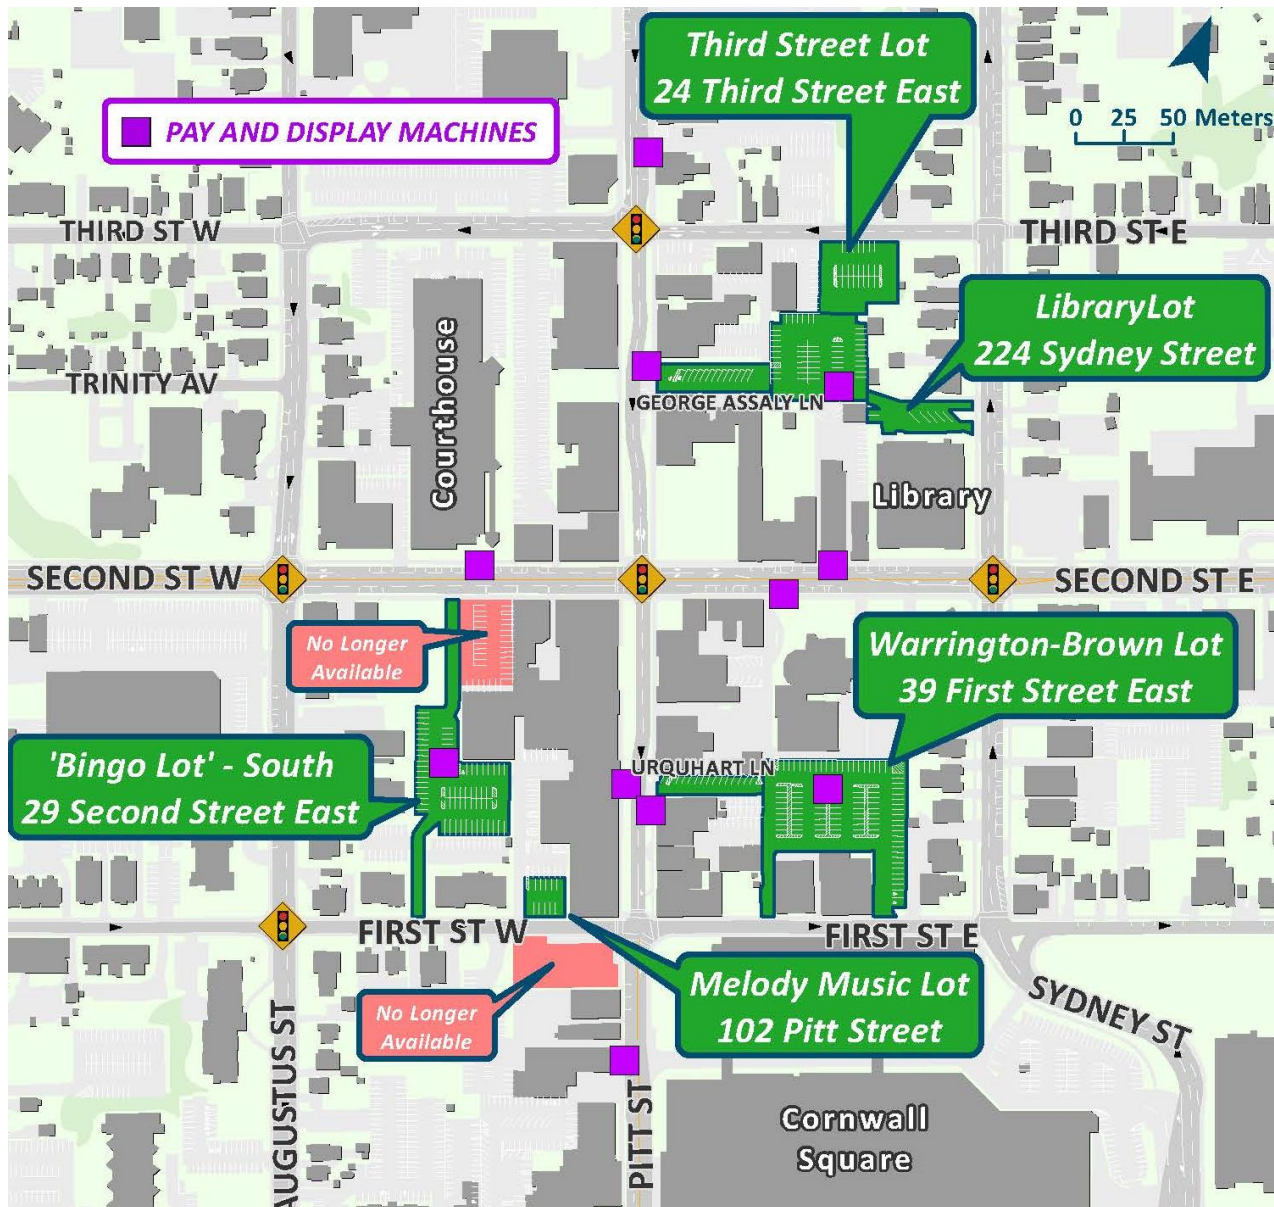 Third Street Lot
24 Third Street East
PAY AND DISPLAY MACHINES
0 25 50 Meters
THIRD ST W
THIRD ST E
LibraryLot
224 Sydney Street
TRINITY AV
Courthouse
GEORGE ASSALY LN
Library
SECOND ST W
SECOND ST E
No Longer
Available
Warrington-Brown Lot
39 First Street East
'Bingo Lot' - South
29 Second Street East
URQUHART LN
FIRST ST W
FIRST ST E
Melody Music Lot
102 Pitt Street
No Longer
Available
SYDNEY ST
AUGUSTUS ST
PITT ST
Cornwall
Square